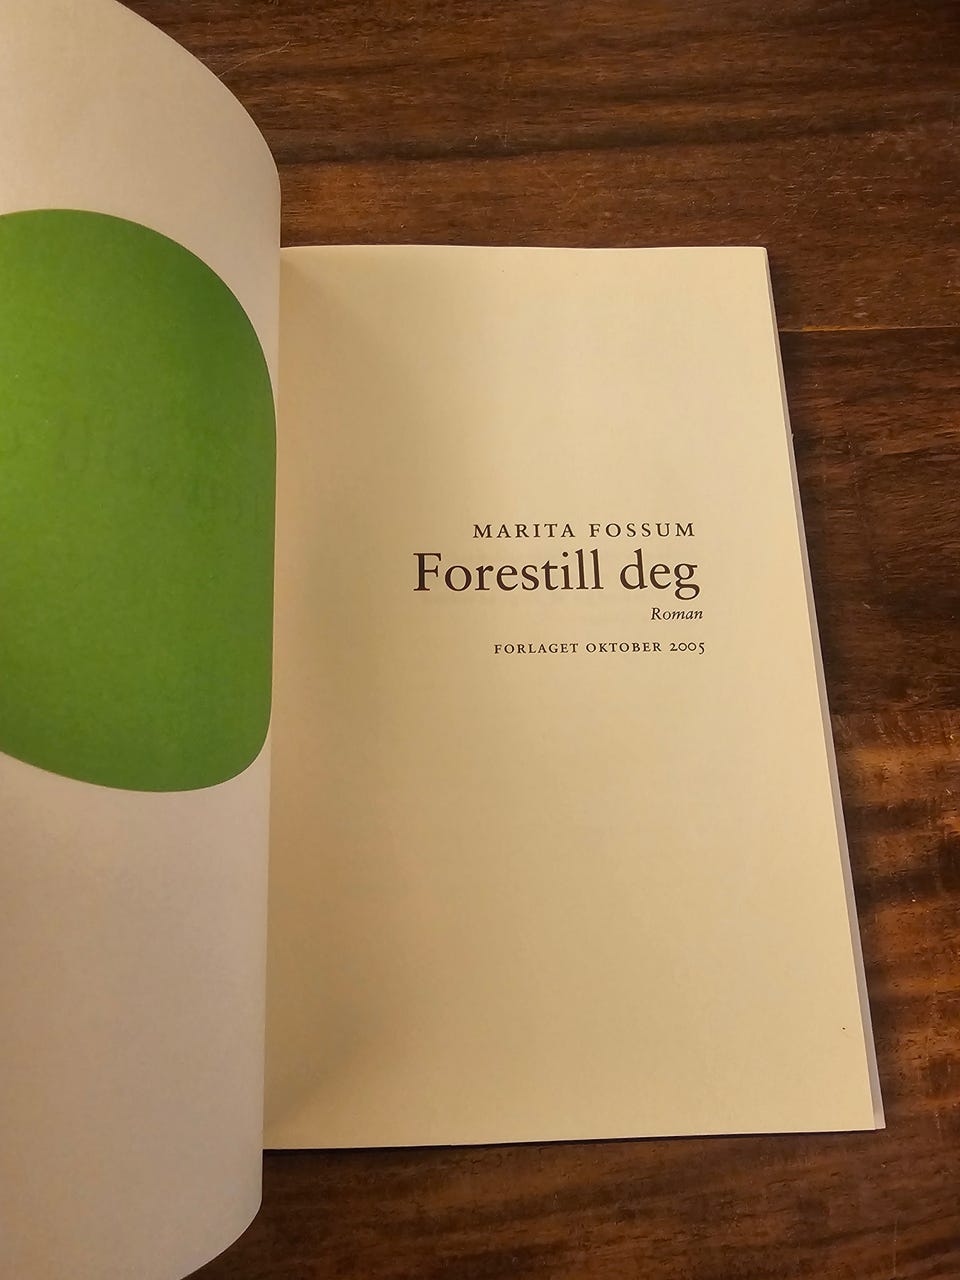 MARITA FOSSUM
Forestill deg
Roman
FORLAGET OKTOBER 2005